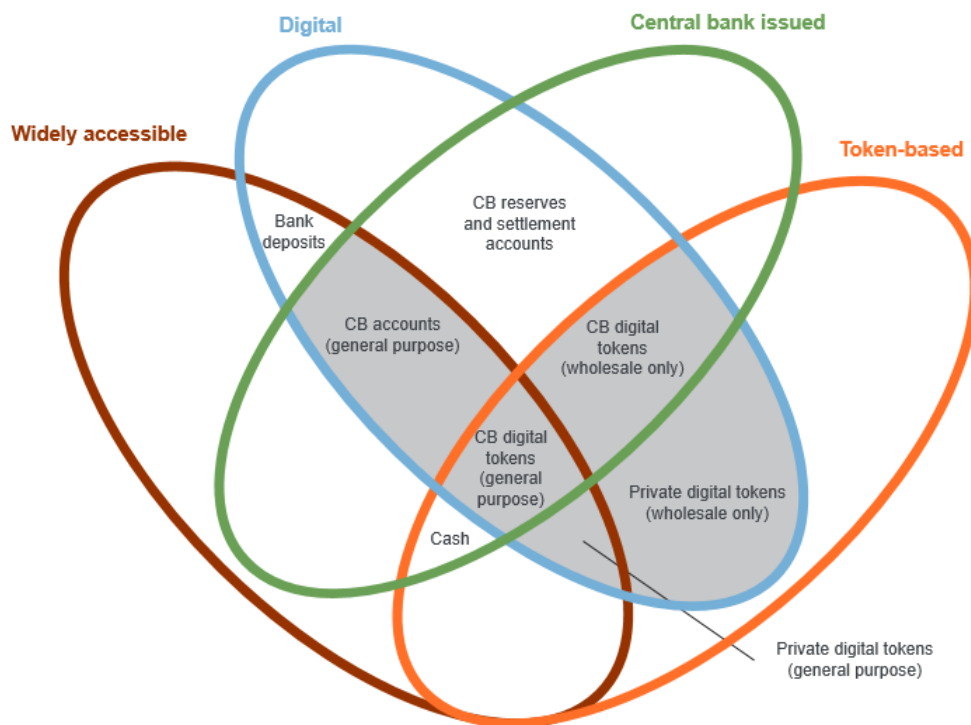 Digital
Central bank issued
Widely accessible
Token-based
Bank
deposits
CB reserves
and settlement
accounts
CB accounts
(general purpose)
CB digital
tokens
(wholesale only)
CB digital
tokens
(general
purpose)
Private digital tokens
(wholesale only)
Cash
Private digital tokens
(general purpose)